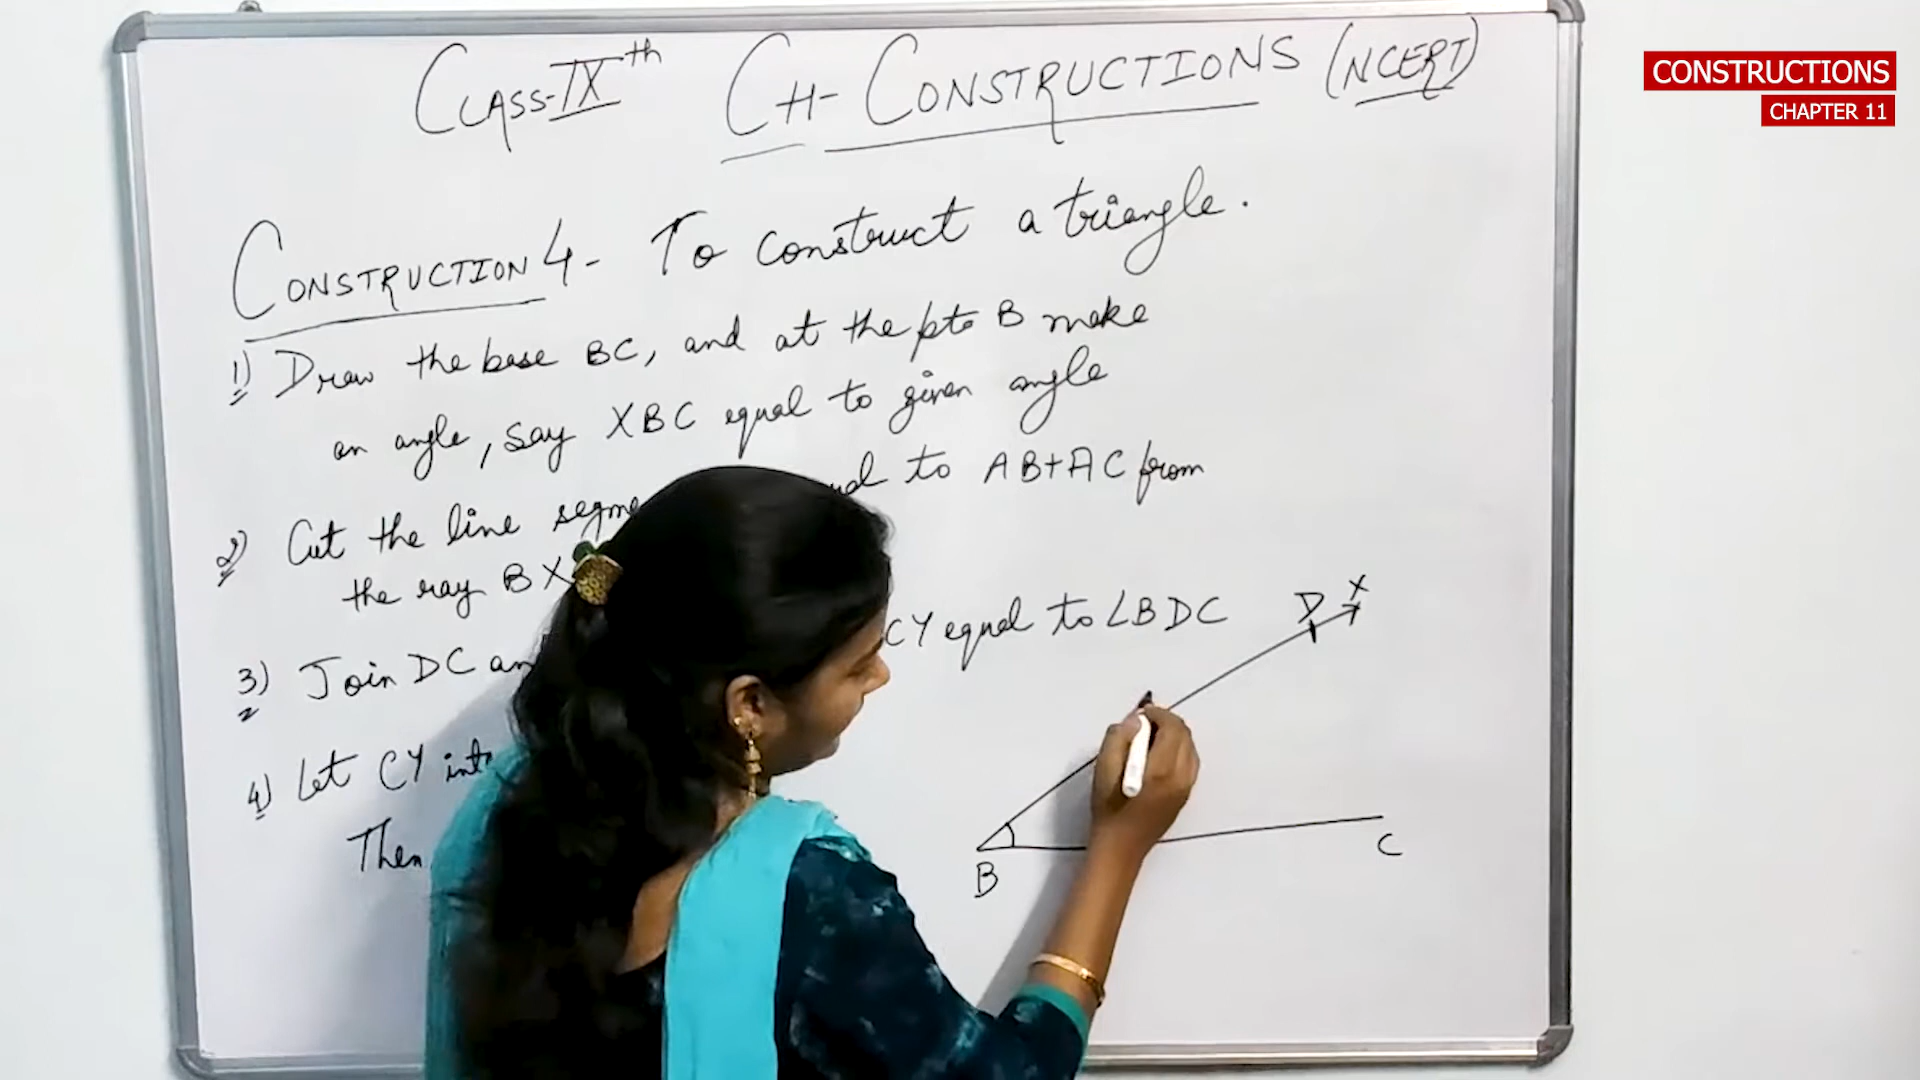 CLASS-IXth CH-CONSTRUCTIONS (NCERT)
CONSTRUCTIONS
CHAPTER 11
CONSTRUCTION 4- To construct a triangle.
1) Draw the base BC, and at the pto B make
an angle, say XBC equal to given angle
2) Cut the line segme to AB+AC from
the ray BX
3) Join DC an CY equal to ∠BDC
4) Let CY inte
Then
D X
B C